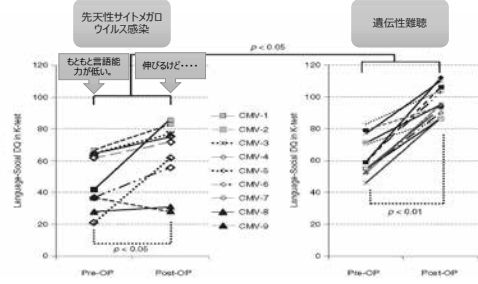 先天性サイトメガロ
ウイルス感染
遺伝性難聴
p < 0.05
もともと言語能
力が低い。
伸びるけど・・・・
Language-Social DQ in K-test
120
100
80
60
40
20
0
Pre-OP
Post-OP
p < 0.05
CMV-1
CMV-2
CMV-3
CMV-4
CMV-5
CMV-6
CMV-7
CMV-8
CMV-9
Language-Social DQ in K-test
120
100
80
60
40
20
0
Pre-OP
Post-OP
p < 0.01